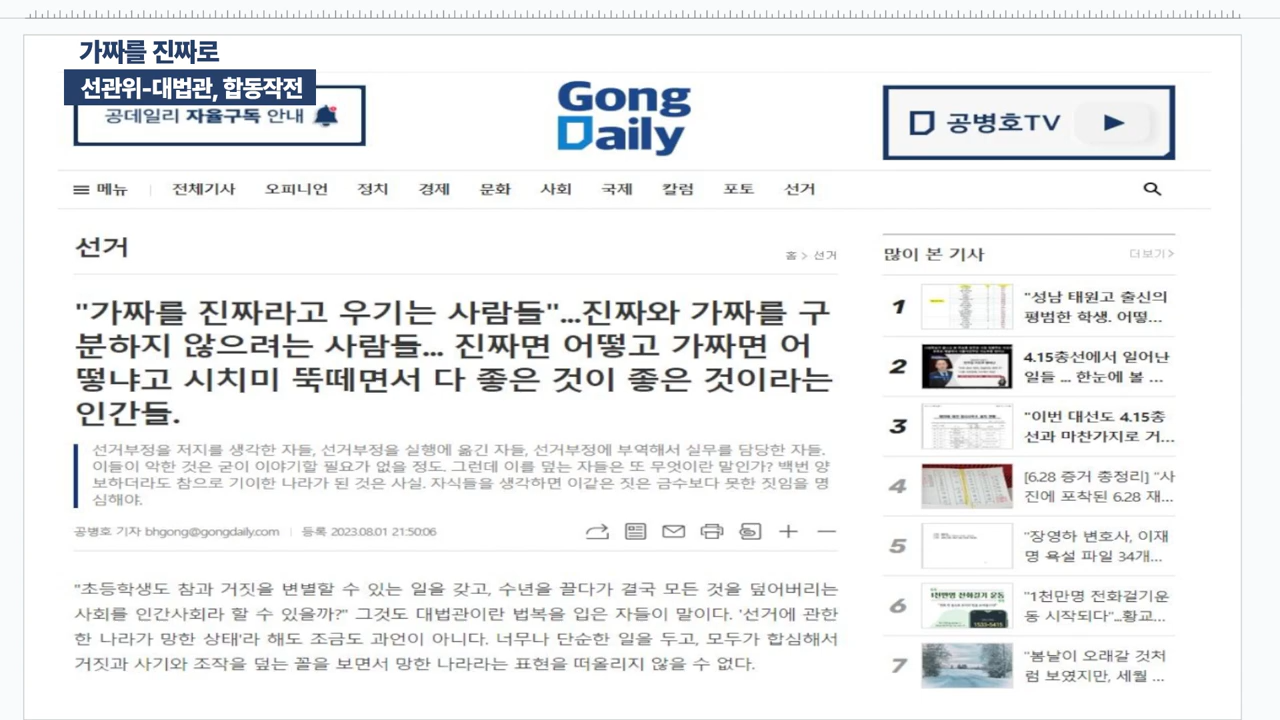 가짜를 진짜로
선관위-대법관, 합동작전
공데일리 자율구독 안내
Gong
Daily
공병호TV
메뉴
전체기사 오피니언 정치 경제 문화 사회 국제 칼럼 포토 선거
선거
홈 > 선거
"가짜를 진짜라고 우기는 사람들"...진짜와 가짜를 구
분하지 않으려는 사람들... 진짜면 어떻고 가짜면 어
떻냐고 시치미 뚝떼면서 다 좋은 것이 좋은 것이라는
인간들.
선거부정을 저지를 생각한 자들, 선거부정을 실행에 옮긴 자들, 선거부정에 부역해서 실무를 담당한 자들.
이들이 악한 것은 굳이 이야기할 필요가 없을 정도. 그런데 이를 덮는 자들은 또 무엇이란 말인가? 백번 양
보하더라도 참으로 기이한 나라가 된 것은 사실. 자식들을 생각하면 이같은 짓은 금수보다 못한 짓임을 명
심해야.
공병호 기자 bhgong@gongdaily.com | 등록 2023.08.01 21:50:06
"초등학생도 참과 거짓을 변별할 수 있는 일을 갖고, 수년을 끌다가 결국 모든 것을 덮어버리는
사회를 인간사회라 할 수 있을까?" 그것도 대법관이란 법복을 입은 자들이 말이다. '선거에 관한
한 나라가 망한 상태'라 해도 조금도 과언이 아니다. 너무나 단순한 일을 두고, 모두가 합심해서
거짓과 사기와 조작을 덮는 꼴을 보면서 망한 나라라는 표현을 떠올리지 않을 수 없다.
많이 본 기사
더보기>
1
"성남 태원고 출신의
평범한 학생. 어떻...
2
4.15총선에서 일어난
일들 ... 한눈에 볼 ...
3
"이번 대선도 4.15총
선과 마찬가지로 거...
4
[6.28 증거 총정리] "사
진에 포착된 6.28 재...
5
"장영하 변호사, 이재
명 욕설 파일 34개...
6
1천만명 전화걸기 운동
1533-5415
"1천만명 전화걸기운
동 시작되다"...황교...
7
"봄날이 오래갈 것처
럼 보였지만, 세월 ...